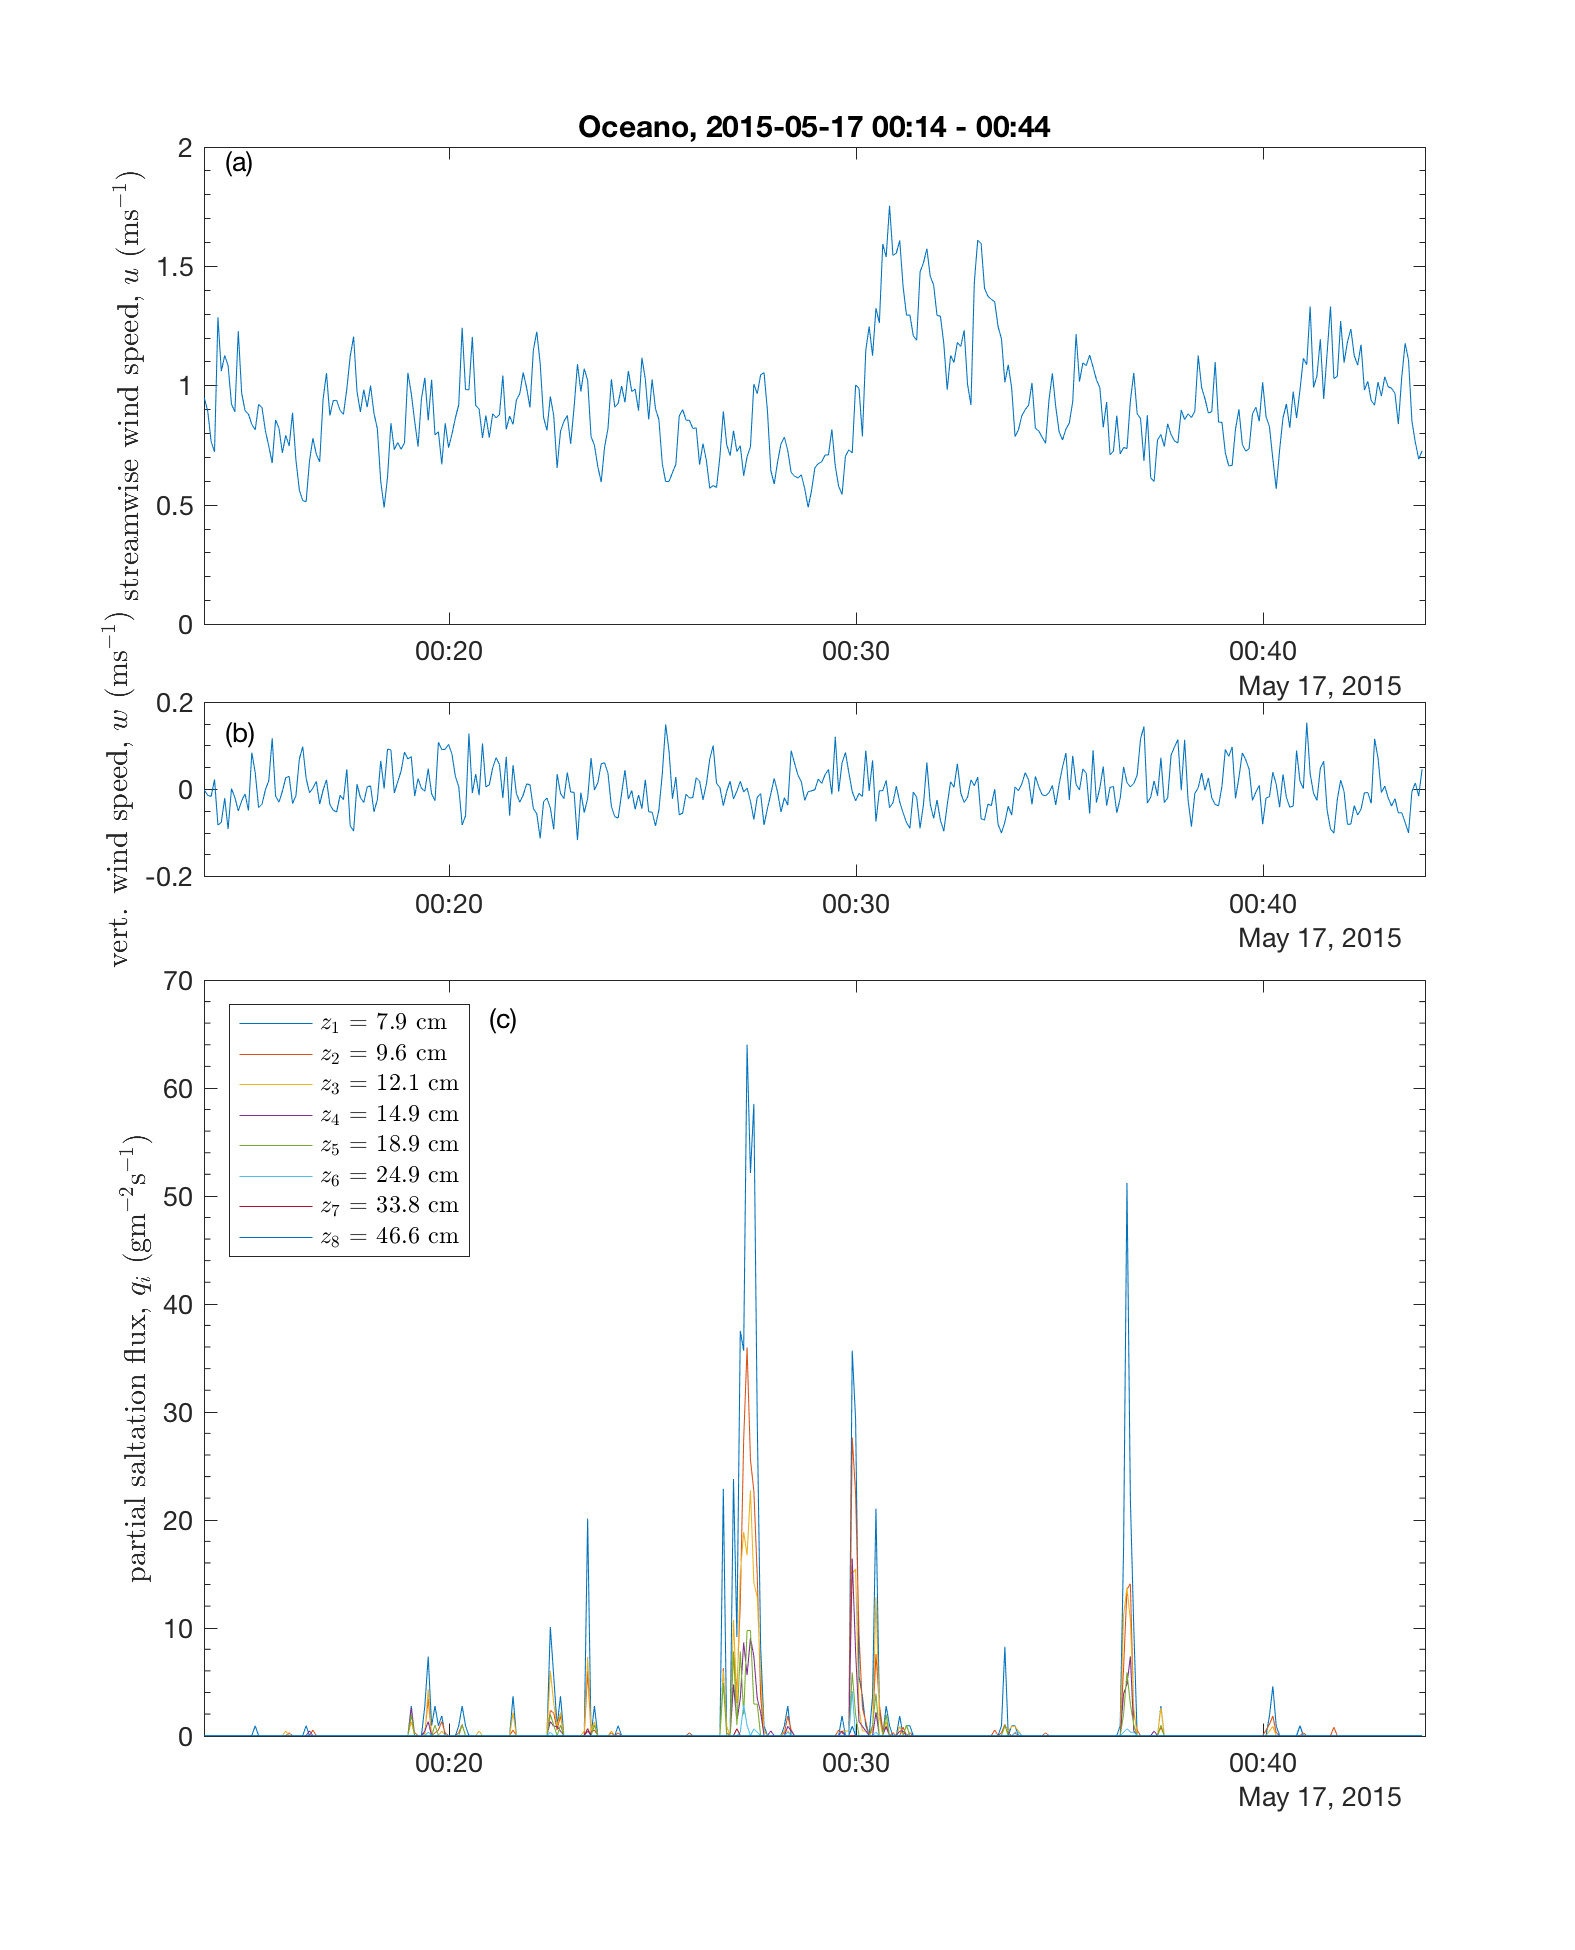 Oceano, 2015-05-17 00:14 - 00:44
(a)
streamwise wind speed, u (ms−1)
2
1.5
1
0.5
0
00:20 00:30 00:40
May 17, 2015
(b)
vert. wind speed, w (ms−1)
0.2
0
-0.2
00:20 00:30 00:40
May 17, 2015
(c)
partial saltation flux, qi (gm−2s−1)
70
60
50
40
30
20
10
0
z1 = 7.9 cm
z2 = 9.6 cm
z3 = 12.1 cm
z4 = 14.9 cm
z5 = 18.9 cm
z6 = 24.9 cm
z7 = 33.8 cm
z8 = 46.6 cm
00:20 00:30 00:40
May 17, 2015